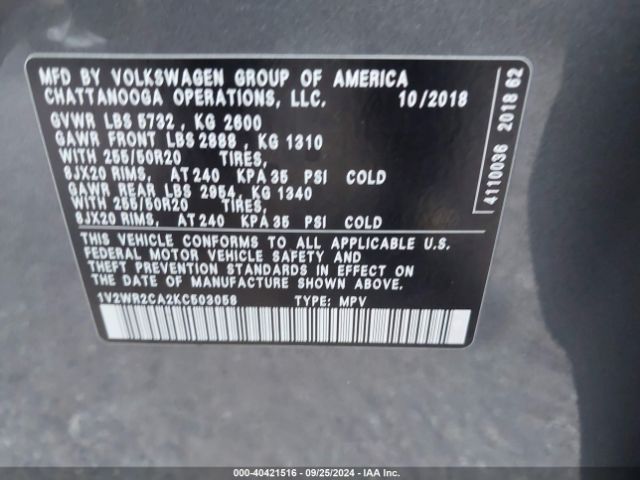 MFD BY VOLKSWAGEN GROUP OF AMERICA
CHATTANOOGA OPERATIONS, LLC. 10/2018
GVWR LBS 5732 , KG 2600
GAWR FRONT LBS 2888 , KG 1310
WITH 255/50R20 TIRES,
8JX20 RIMS, AT 240 KPA 35 PSI COLD
GAWR REAR LBS 2954, KG 1340
WITH 255/50R20 TIRES,
8JX20 RIMS, AT 240 KPA 35 PSI COLD
THIS VEHICLE CONFORMS TO ALL APPLICABLE U.S.
FEDERAL MOTOR VEHICLE SAFETY AND
THEFT PREVENTION STANDARDS IN EFFECT ON
THE DATE OF MANUFACTURE SHOWN ABOVE.
1V2WR2CA2KC503058 TYPE: MPV
4110036 2018 62
000-40421516 - 09/25/2024 - IAA Inc.